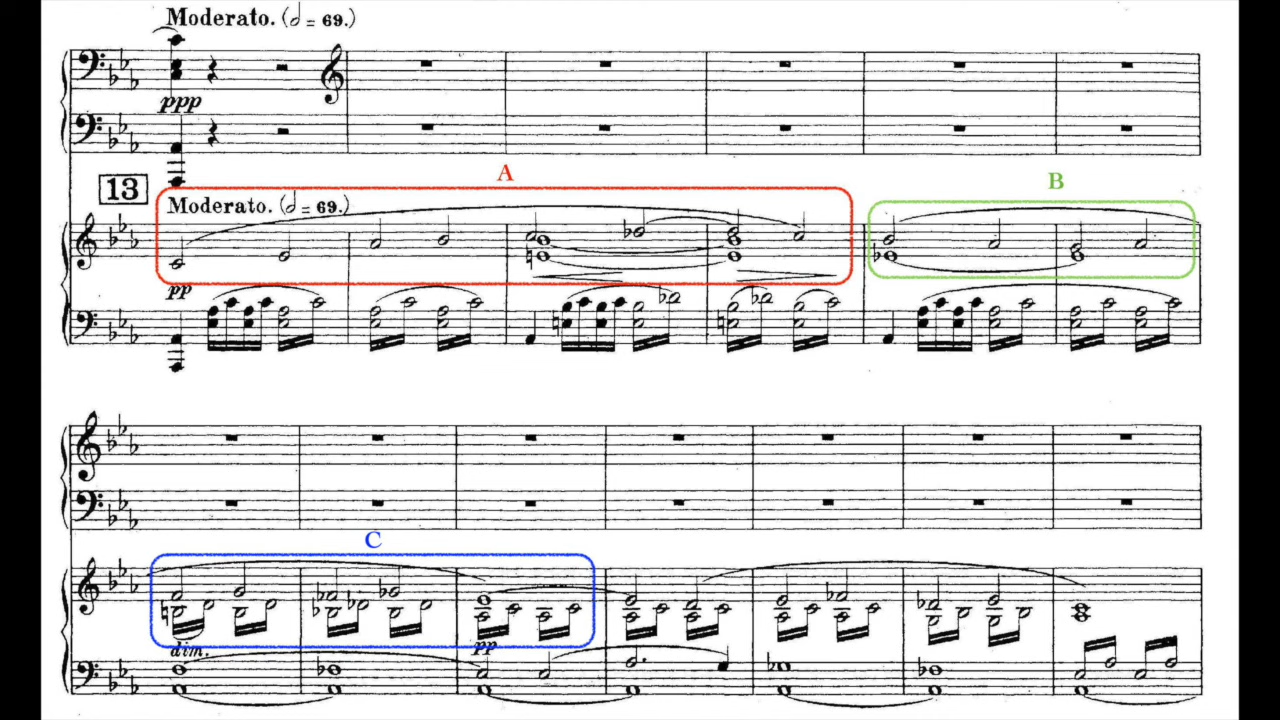 Moderato. (𝅗𝅥 = 69.)
ppp
A
B
13
Moderato. (𝅗𝅥 = 69.)
pp
C
dim.
pp